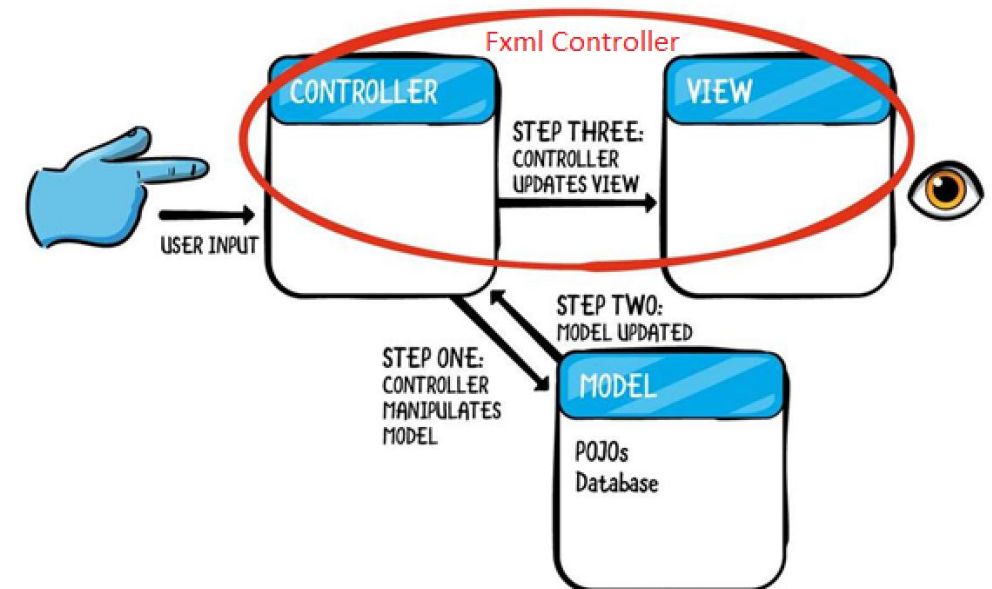 Fxml Controller
CONTROLLER
VIEW
STEP THREE:
CONTROLLER
UPDATES VIEW
USER INPUT
STEP TWO:
MODEL UPDATED
STEP ONE:
CONTROLLER
MANIPULATES
MODEL
MODEL
POJOs
Database